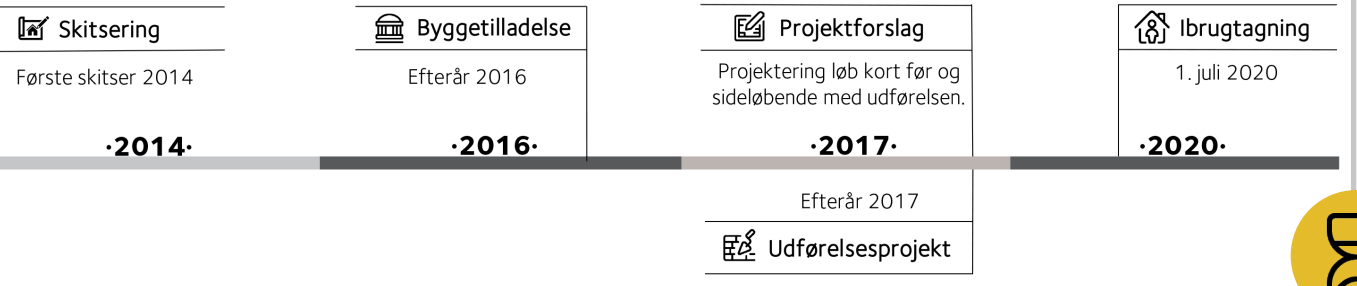 Skitsering
Første skitser 2014
·2014·
Byggetilladelse
Efterår 2016
·2016·
Projektforslag
Projektering løb kort før og
sideløbende med udførelsen.
·2017·
Efterår 2017
Udførelsesprojekt
Ibrugtagning
1. juli 2020
·2020·